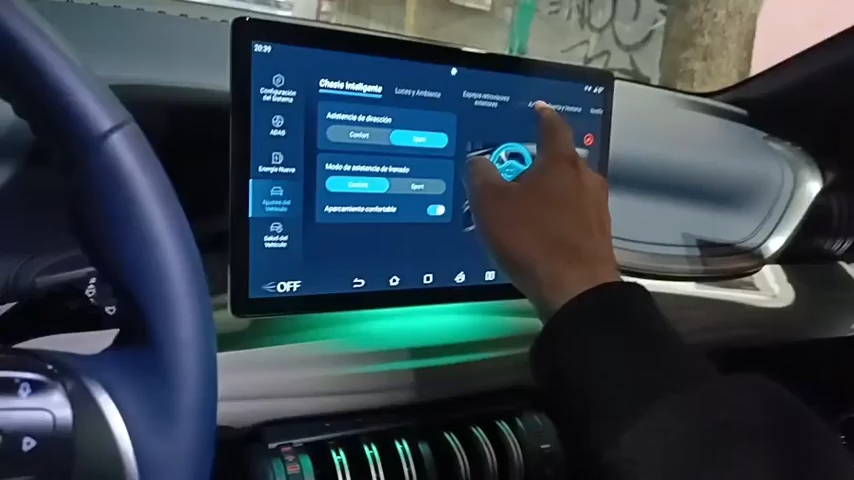 20:39
Chasis Inteligente
Luces y Ambiente
Espejos retrovisores
exteriores
Configuración
del Sistema
ADAS
Energía Nueva
Ajustes del
Vehículo
Salud del
Vehículo
Asistencia de dirección
Confort
Sport
Modo de asistencia de frenado
Confort
Sport
Aparcamiento confortable
OFF